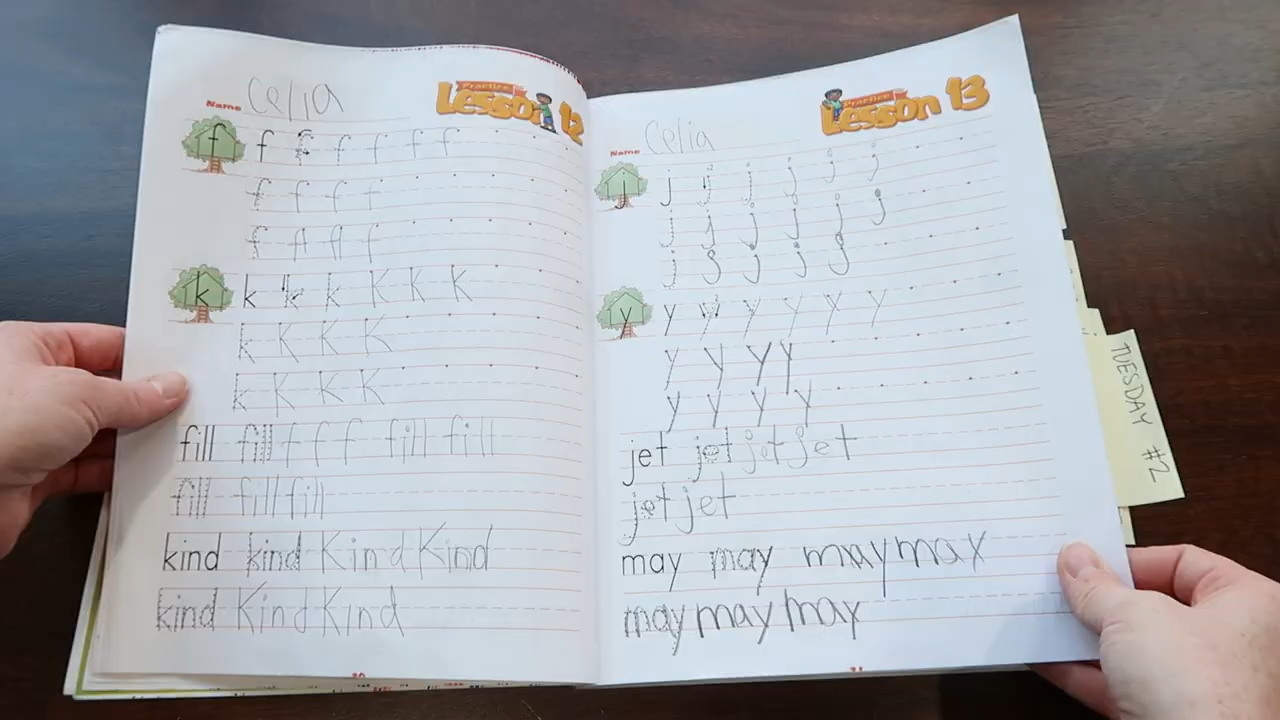 Name Celia Practice Lesson 12
f f f f f f f
f f f f
f f f f
k k k k K K K
k K K K
k K K K
fill fill f f f fill fill
fill fill fill
kind kind Kind Kind
kind Kind Kind
20
Name Celia Practice Lesson 13
j j j j j j j
j j j j j j
j j j j j
y y y y y y y
y y y y
y y y y
jet jet jet jet
jet jet
may may may may
may may may
21
TUESDAY #2